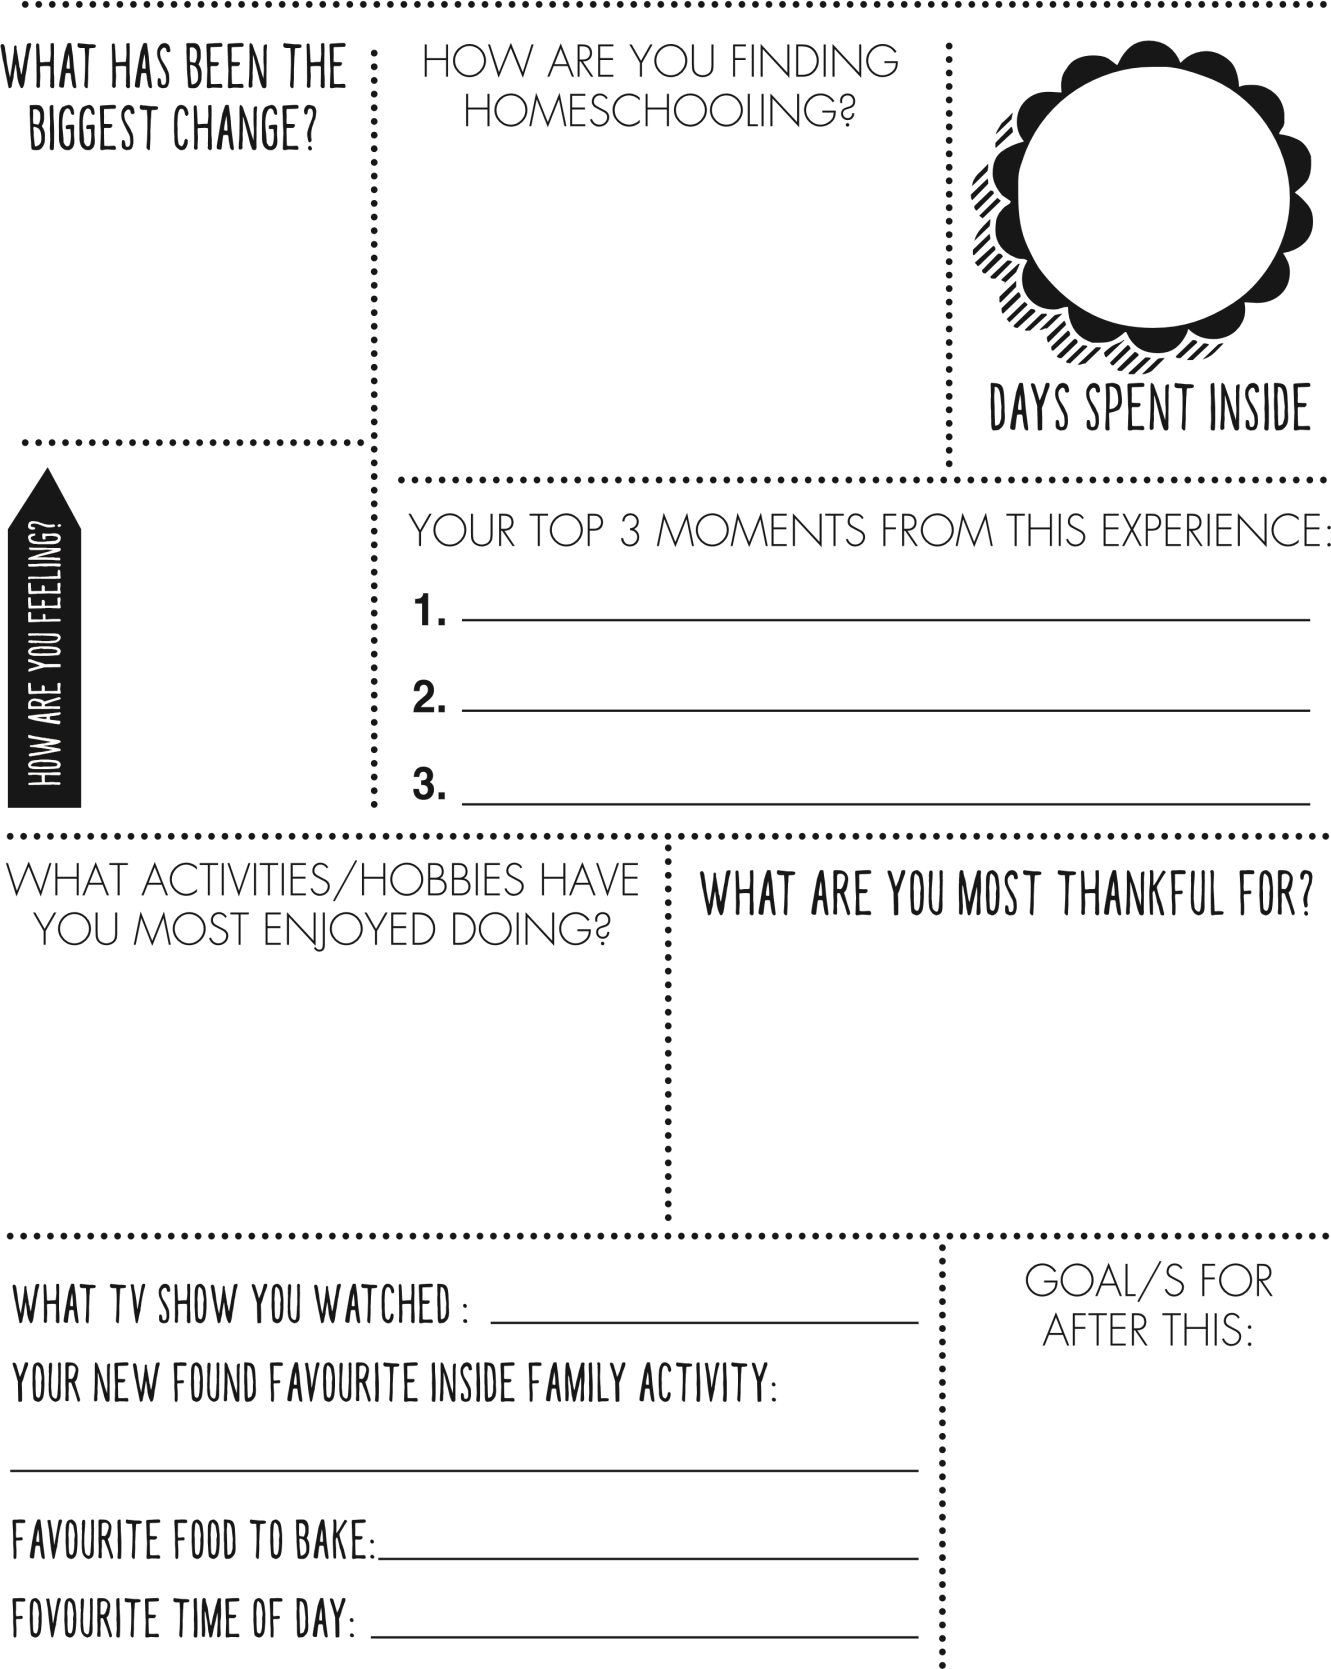 WHAT HAS BEEN THE
BIGGEST CHANGE?
HOW ARE YOU FINDING
HOMESCHOOLING?
DAYS SPENT INSIDE
HOW ARE YOU FEELING?
YOUR TOP 3 MOMENTS FROM THIS EXPERIENCE:
1.
2.
3.
WHAT ACTIVITIES/HOBBIES HAVE
YOU MOST ENJOYED DOING?
WHAT ARE YOU MOST THANKFUL FOR?
WHAT TV SHOW YOU WATCHED :
YOUR NEW FOUND FAVOURITE INSIDE FAMILY ACTIVITY:
FAVOURITE FOOD TO BAKE:
FOVOURITE TIME OF DAY:
GOAL/S FOR
AFTER THIS: